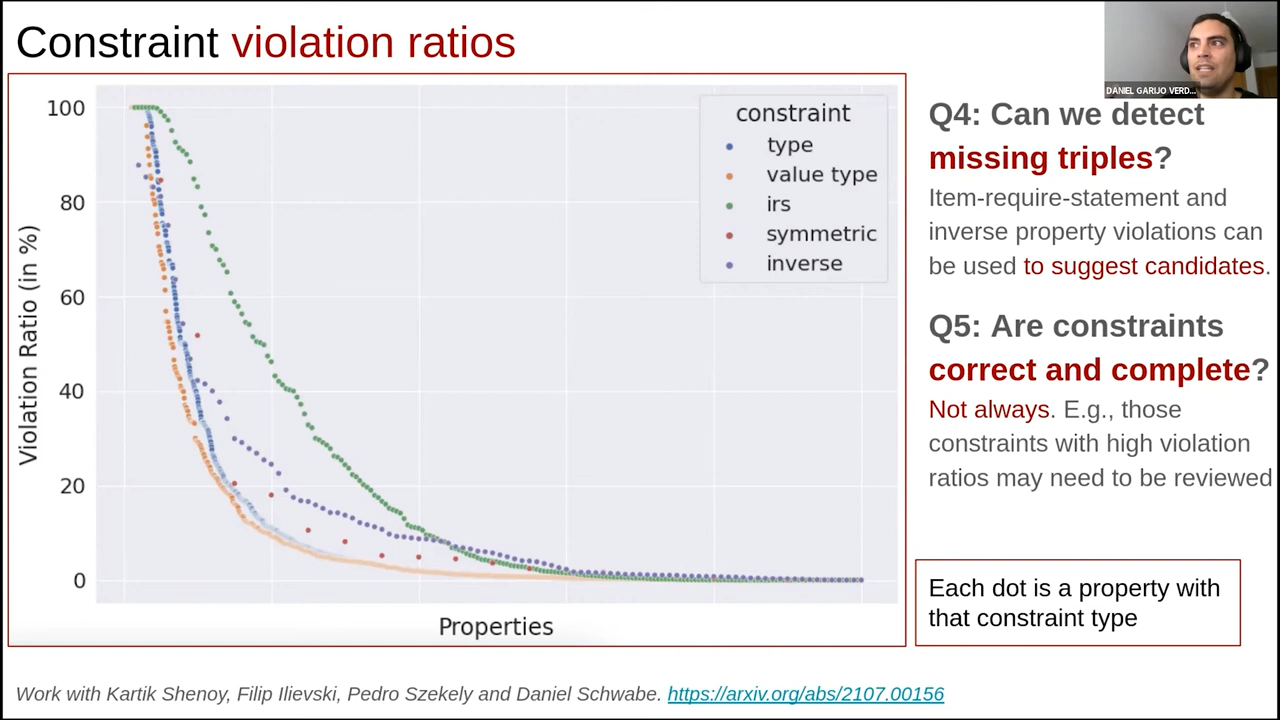 Constraint violation ratios
DANIEL GARIJO VERD...
100
80
60
40
20
0
Violation Ratio (in %)
Properties
constraint
type
value type
irs
symmetric
inverse
Q4: Can we detect
missing triples?
Item-require-statement and
inverse property violations can
be used to suggest candidates.
Q5: Are constraints
correct and complete?
Not always. E.g., those
constraints with high violation
ratios may need to be reviewed
Each dot is a property with
that constraint type
Work with Kartik Shenoy, Filip Ilievski, Pedro Szekely and Daniel Schwabe. https://arxiv.org/abs/2107.00156